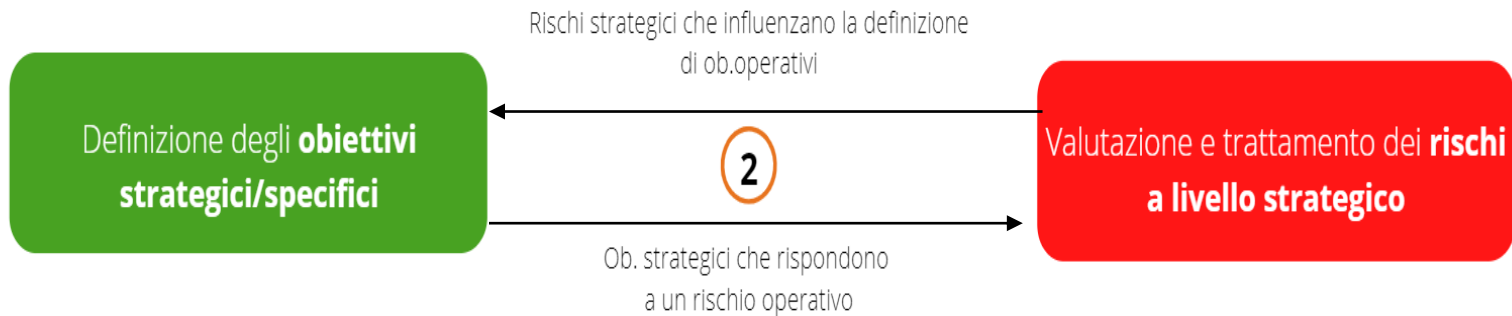 Rischi strategici che influenzano la definizione
di ob.operativi
Definizione degli obiettivi
strategici/specifici
2
Valutazione e trattamento dei rischi
a livello strategico
Ob. strategici che rispondono
a un rischio operativo